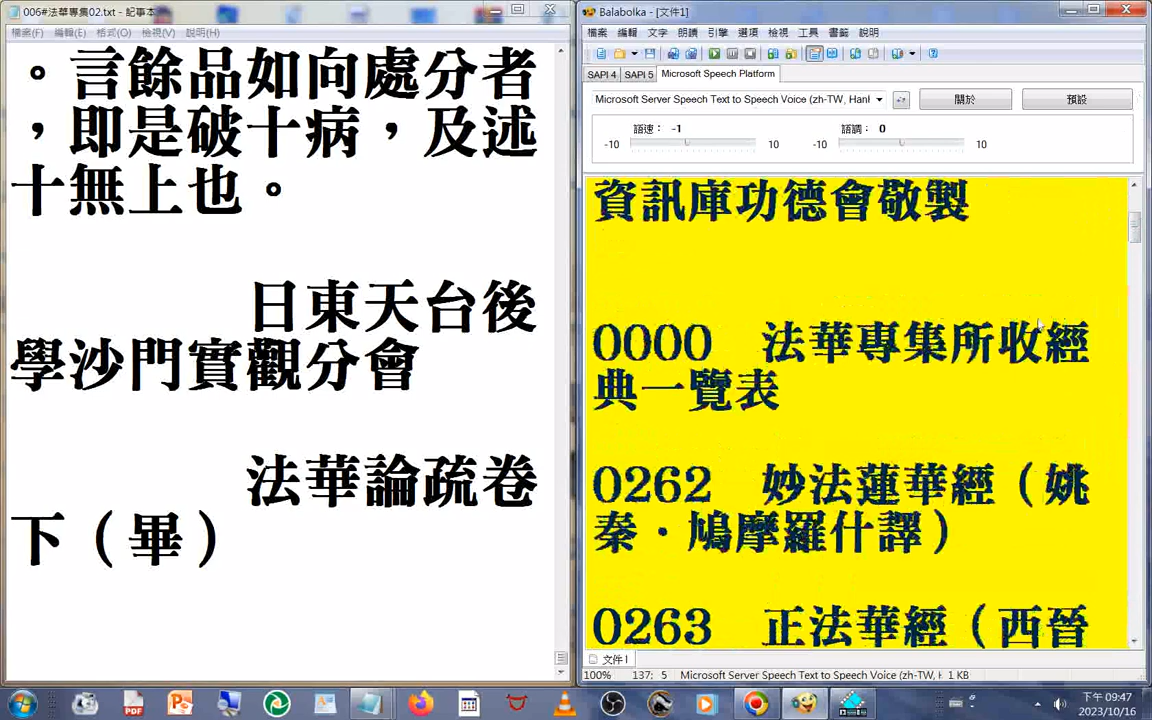 006#法華專集02.txt - 記事本
檔案(F) 編輯(E) 格式(O) 檢視(V) 說明(H)
。言餘品如向處分者
，即是破十病，及述
十無上也。
日東天台後
學沙門實觀分會
法華論疏卷
下（畢）
Balabolka - [文件1]
檔案 編輯 文字 朗讀 引擎 選項 檢視 工具 書籤 說明
SAPI 4 SAPI 5 Microsoft Speech Platform
Microsoft Server Speech Text to Speech Voice (zh-TW, Hanl 關於 預設
語速： -1 語調： 0
-10 10 -10 10
資訊庫功德會敬製
0000 法華專集所收經
典一覽表
0262 妙法蓮華經（姚
秦．鳩摩羅什譯）
0263 正法華經（西晉
文件1
100% 137: 5 Microsoft Server Speech Text to Speech Voice (zh-TW, H 1 KB
下午 09:47
2023/10/16